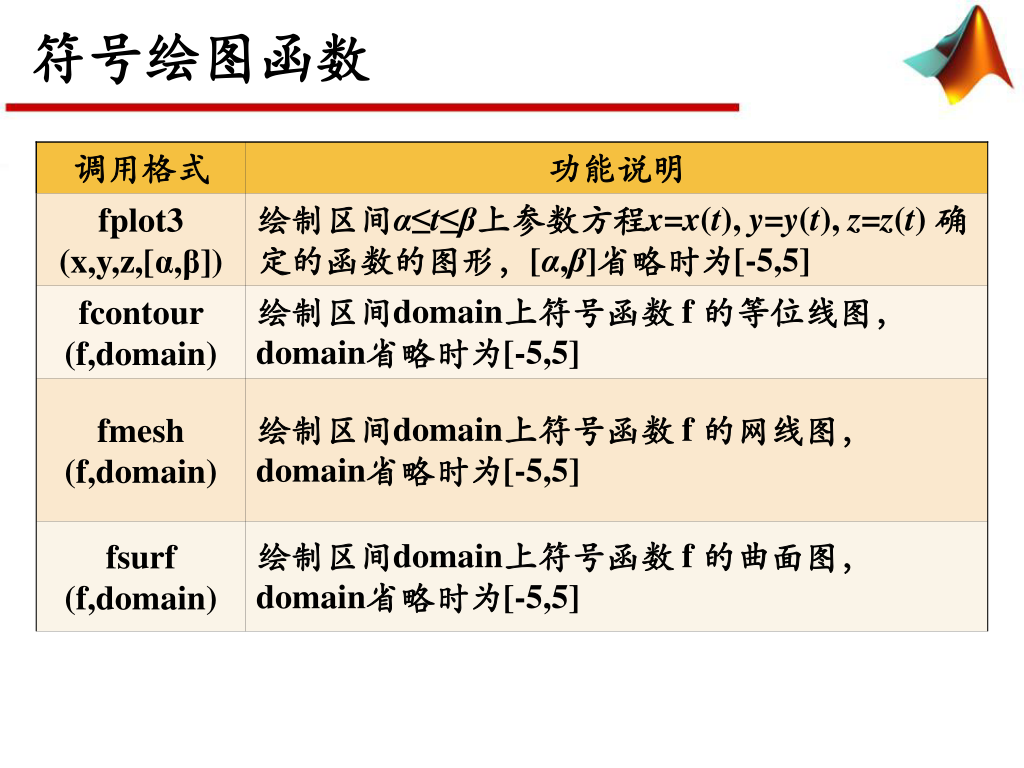 符号绘图函数
调用格式
功能说明
fplot3
(x,y,z,[α,β])
绘制区间α≤t≤β上参数方程x=x(t), y=y(t), z=z(t) 确
定的函数的图形，[α,β]省略时为[-5,5]
fcontour
(f,domain)
绘制区间domain上符号函数 f 的等位线图，
domain省略时为[-5,5]
fmesh
(f,domain)
绘制区间domain上符号函数 f 的网线图，
domain省略时为[-5,5]
fsurf
(f,domain)
绘制区间domain上符号函数 f 的曲面图，
domain省略时为[-5,5]